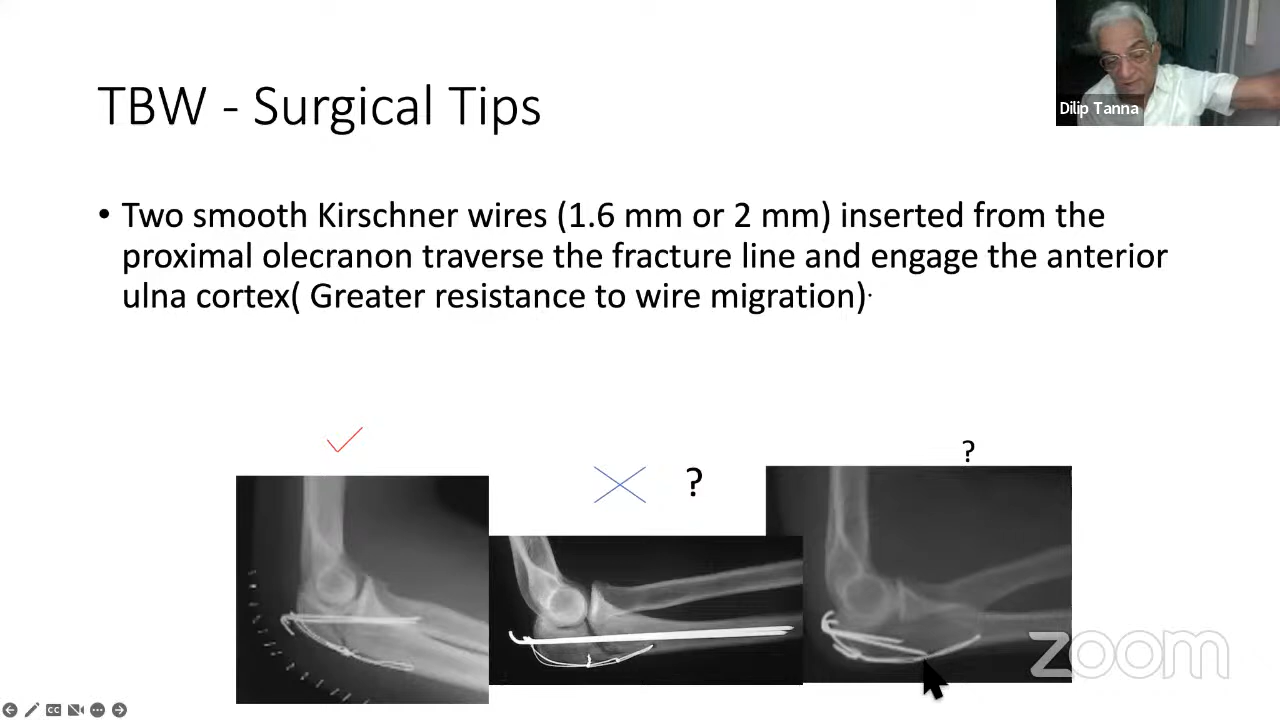 Dilip Tanna
TBW - Surgical Tips
• Two smooth Kirschner wires (1.6 mm or 2 mm) inserted from the
proximal olecranon traverse the fracture line and engage the anterior
ulna cortex( Greater resistance to wire migration).
?
?
zoom
CC